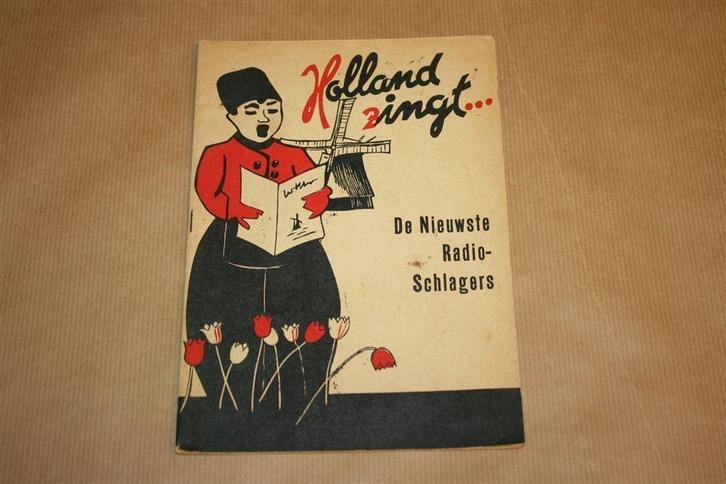 Holland
zingt...
De Nieuwste
Radio-
Schlagers